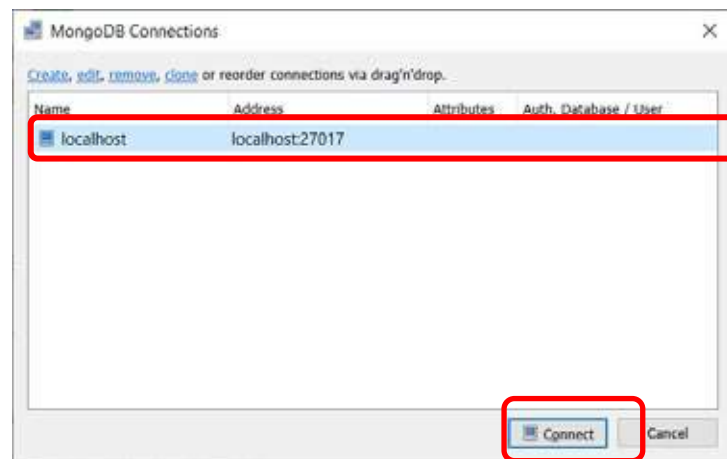 MongoDB Connections
Create, edit, remove, clone or reorder connections via drag'n'drop.
Name Address Attributes Auth. Database / User
localhost localhost:27017
Connect Cancel